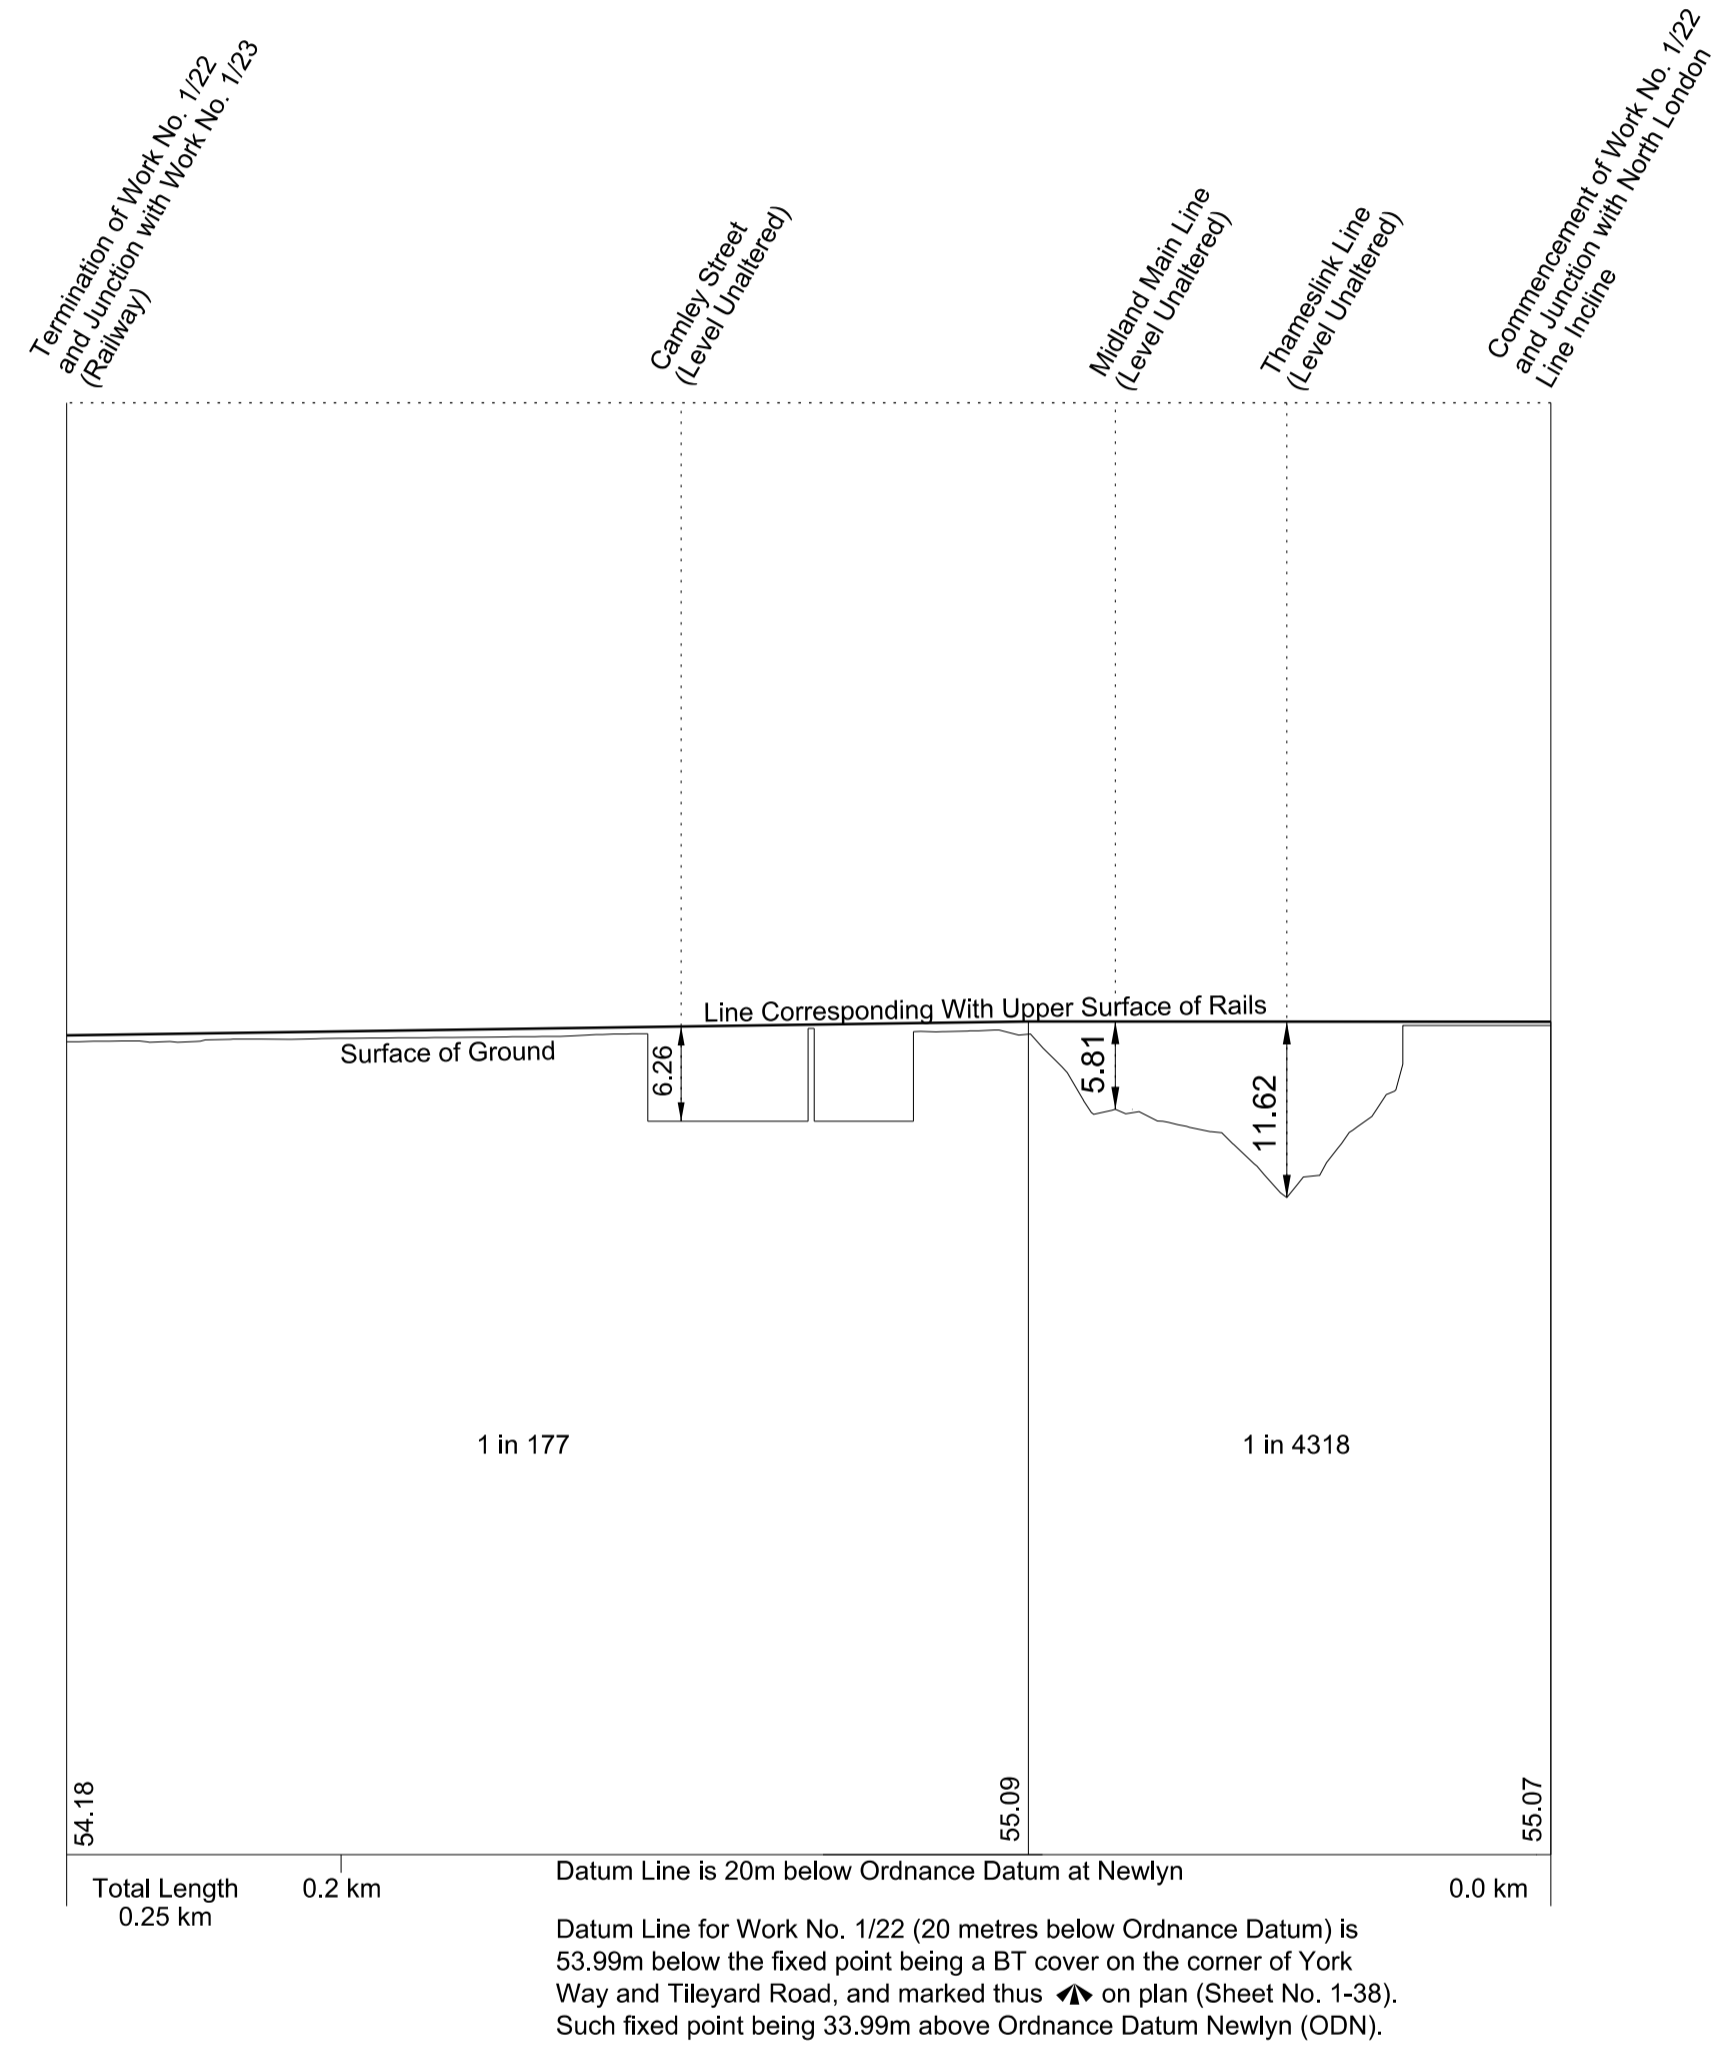 Termination of Work No. 1/22
and Junction with Work No. 1/23
(Railway)
Camley Street
(Level Unaltered)
Midland Main Line
(Level Unaltered)
Thameslink Line
(Level Unaltered)
Commencement of Work No. 1/22
and Junction with North London
Line Incline
Line Corresponding With Upper Surface of Rails
Surface of Ground
6.26
5.81
11.62
1 in 177
1 in 4318
54.18
55.09
55.07
Total Length
0.25 km
0.2 km
0.0 km
Datum Line is 20m below Ordnance Datum at Newlyn
Datum Line for Work No. 1/22 (20 metres below Ordnance Datum) is
53.99m below the fixed point being a BT cover on the corner of York
Way and Tileyard Road, and marked thus on plan (Sheet No. 1-38).
Such fixed point being 33.99m above Ordnance Datum Newlyn (ODN).